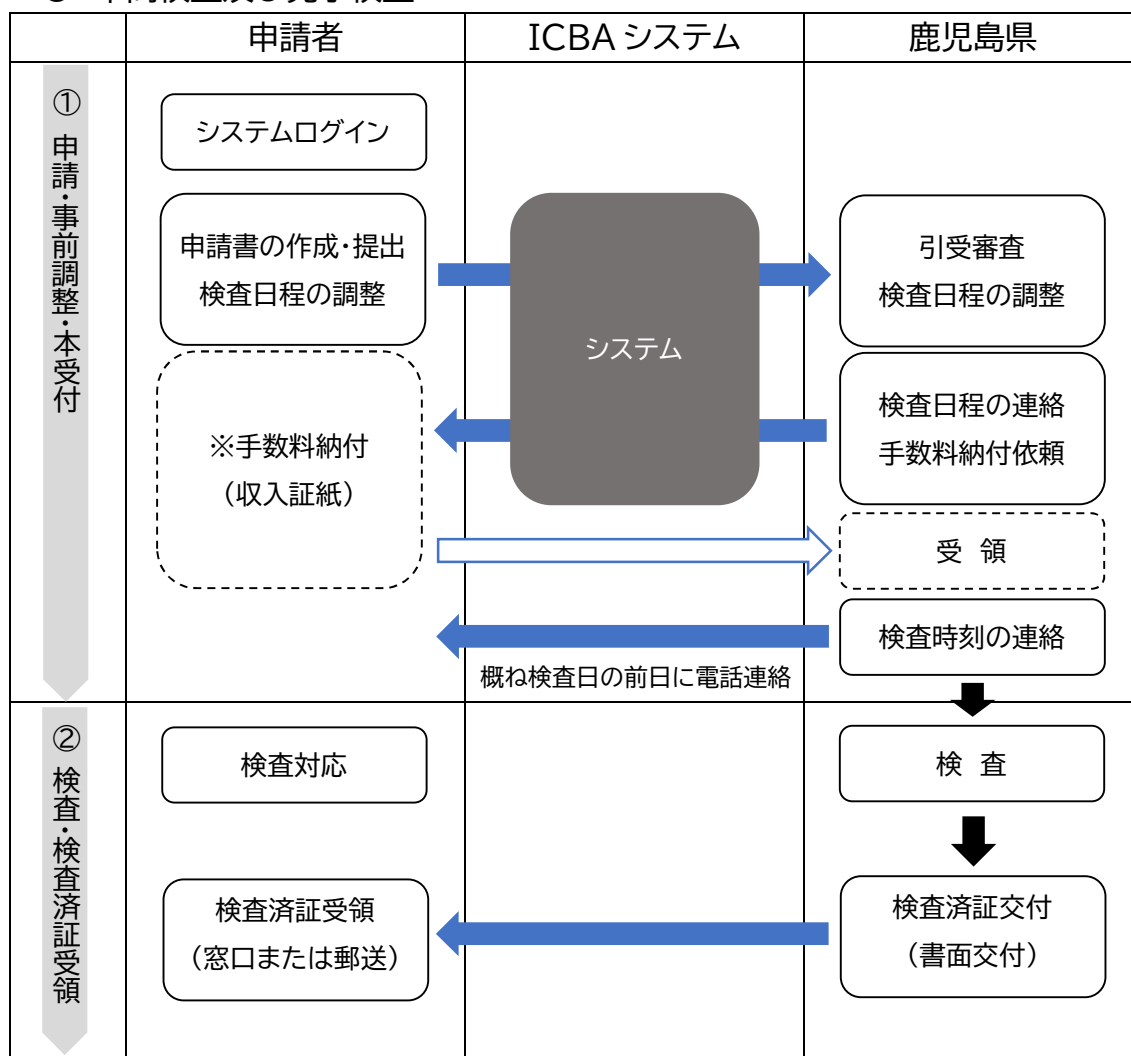 申請者
ICBAシステム
鹿児島県
① 申請・事前調整・本受付
システムログイン
申請書の作成・提出
検査日程の調整
システム
引受審査
検査日程の調整
検査日程の連絡
手数料納付依頼
※手数料納付
（収入証紙）
受 領
検査時刻の連絡
概ね検査日の前日に電話連絡
② 検査・検査済証受領
検査対応
検 査
検査済証受領
（窓口または郵送）
検査済証交付
（書面交付）